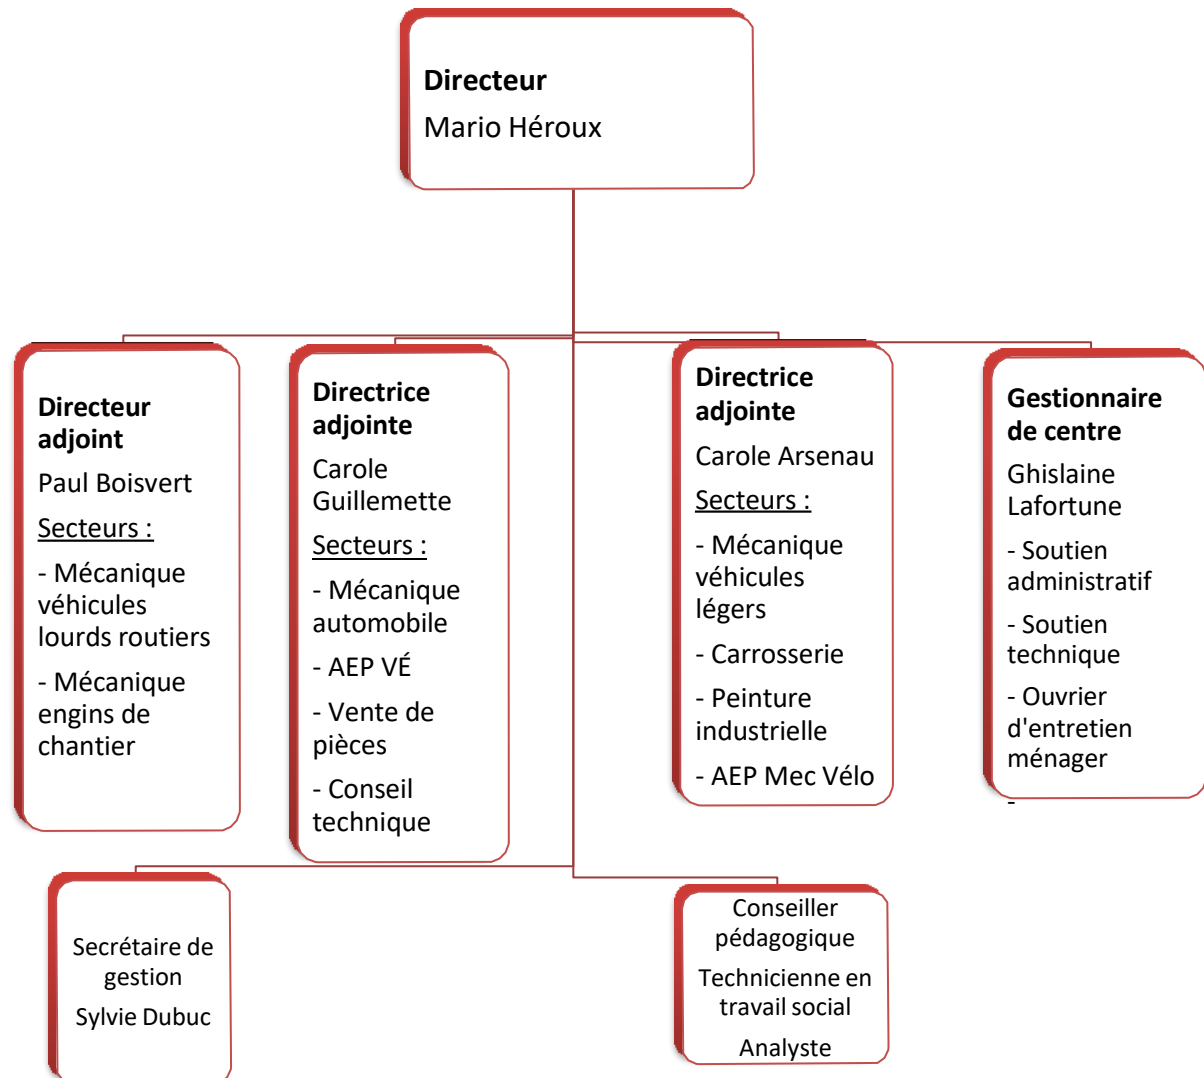 Directeur
Mario Héroux
Directeur
adjoint
Paul Boisvert
Secteurs :
- Mécanique
véhicules
lourds routiers
- Mécanique
engins de
chantier
Directrice
adjointe
Carole
Guillemette
Secteurs :
- Mécanique
automobile
- AEP VÉ
- Vente de
pièces
- Conseil
technique
Directrice
adjointe
Carole Arsenau
Secteurs :
- Mécanique
véhicules
légers
- Carrosserie
- Peinture
industrielle
- AEP Mec Vélo
Gestionnaire
de centre
Ghislaine
Lafortune
- Soutien
administratif
- Soutien
technique
- Ouvrier
d'entretien
ménager
-
Secrétaire de
gestion
Sylvie Dubuc
Conseiller
pédagogique
Technicienne en
travail social
Analyste